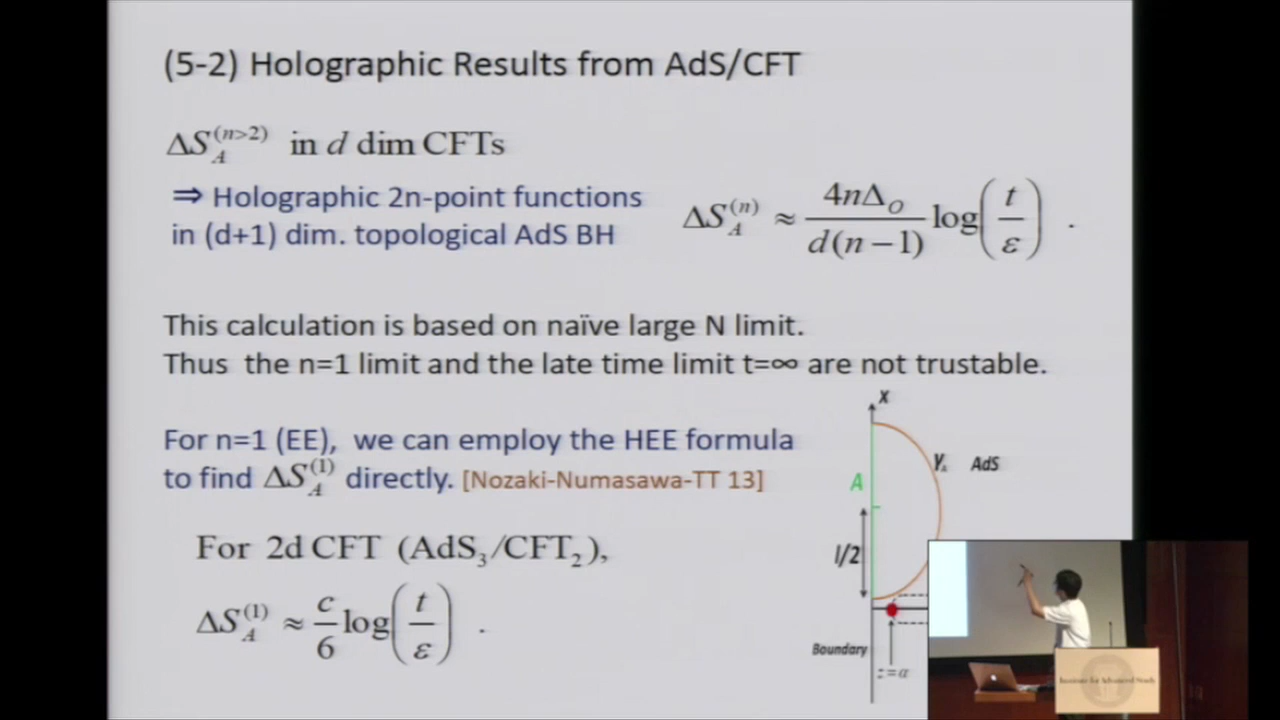 (5-2) Holographic Results from AdS/CFT
ΔS_A^(n>2) in d dim CFTs
⇒ Holographic 2n-point functions
in (d+1) dim. topological AdS BH
ΔS_A^(n) ≈ 4nΔ_O / d(n−1) log(t/ε) .
This calculation is based on naïve large N limit.
Thus the n=1 limit and the late time limit t=∞ are not trustable.
For n=1 (EE), we can employ the HEE formula
to find ΔS_A^(1) directly. [Nozaki-Numasawa-TT 13]
For 2d CFT (AdS_3/CFT_2),
ΔS_A^(1) ≈ c/6 log(t/ε) .
X
A
AdS
l/2
Boundary
z=α
Institute for Advanced Study